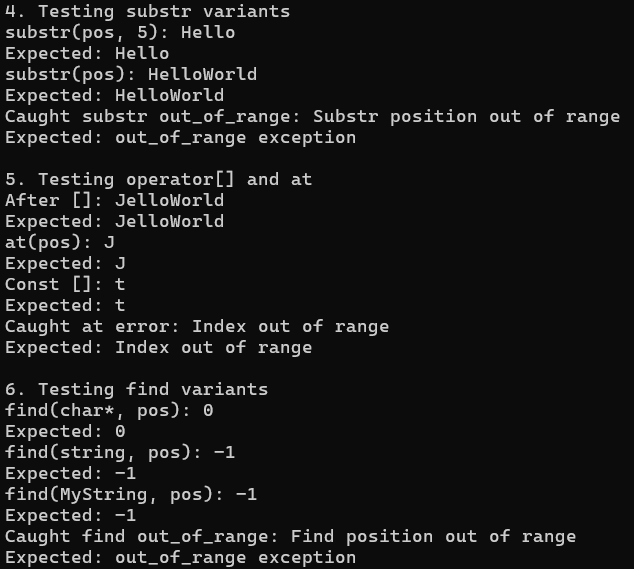 4. Testing substr variants
substr(pos, 5): Hello
Expected: Hello
substr(pos): HelloWorld
Expected: HelloWorld
Caught substr out_of_range: Substr position out of range
Expected: out_of_range exception

5. Testing operator[] and at
After []: JelloWorld
Expected: JelloWorld
at(pos): J
Expected: J
Const []: t
Expected: t
Caught at error: Index out of range
Expected: Index out of range

6. Testing find variants
find(char*, pos): 0
Expected: 0
find(string, pos): -1
Expected: -1
find(MyString, pos): -1
Expected: -1
Caught find out_of_range: Find position out of range
Expected: out_of_range exception